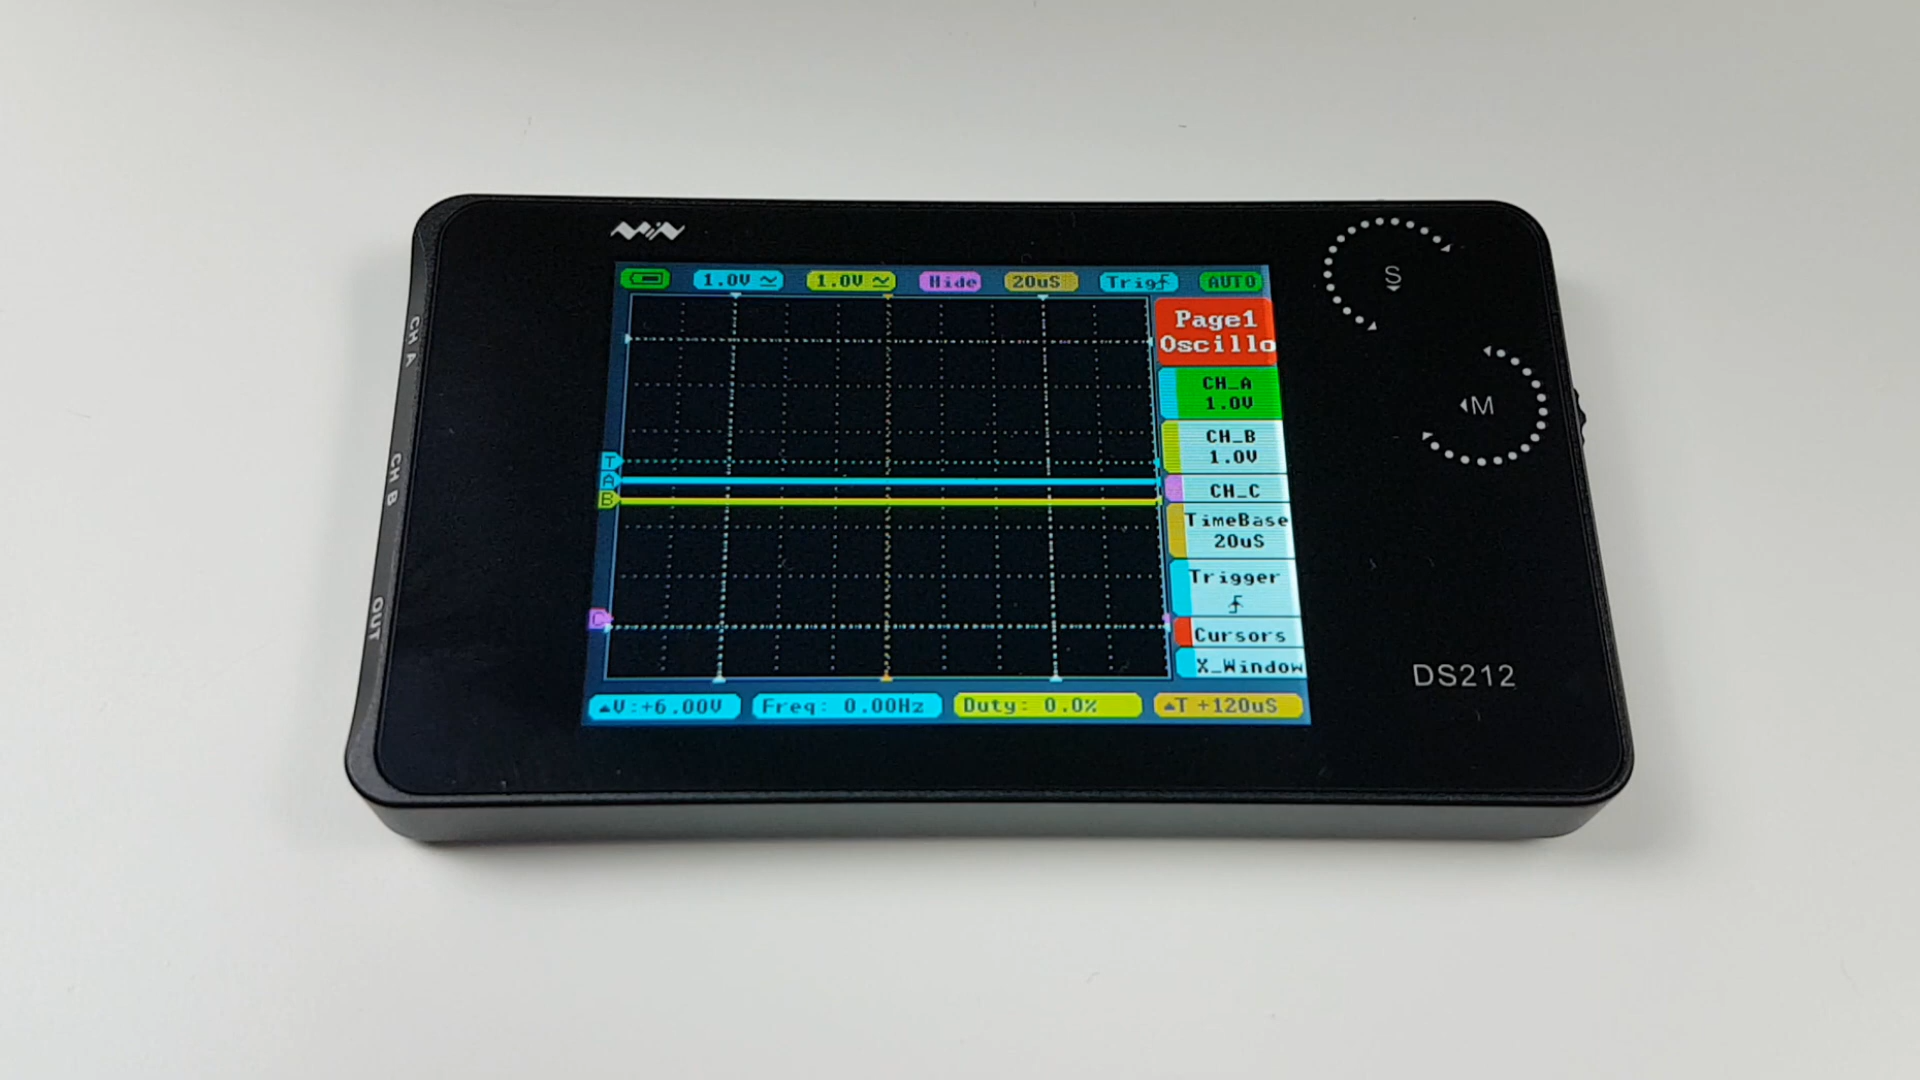 1.0V
1.0V
Hide
20uS
Trig
AUTO
Page1
Oscillo
CH_A
1.0V
CH_B
1.0V
CH_C
TimeBase
20uS
Trigger
Cursors
X_Window
T
A
B
C
▲V:+6.00V
Freq: 0.00Hz
Duty: 0.0%
▲T +120uS
CH A
CH B
OUT
S
M
DS212